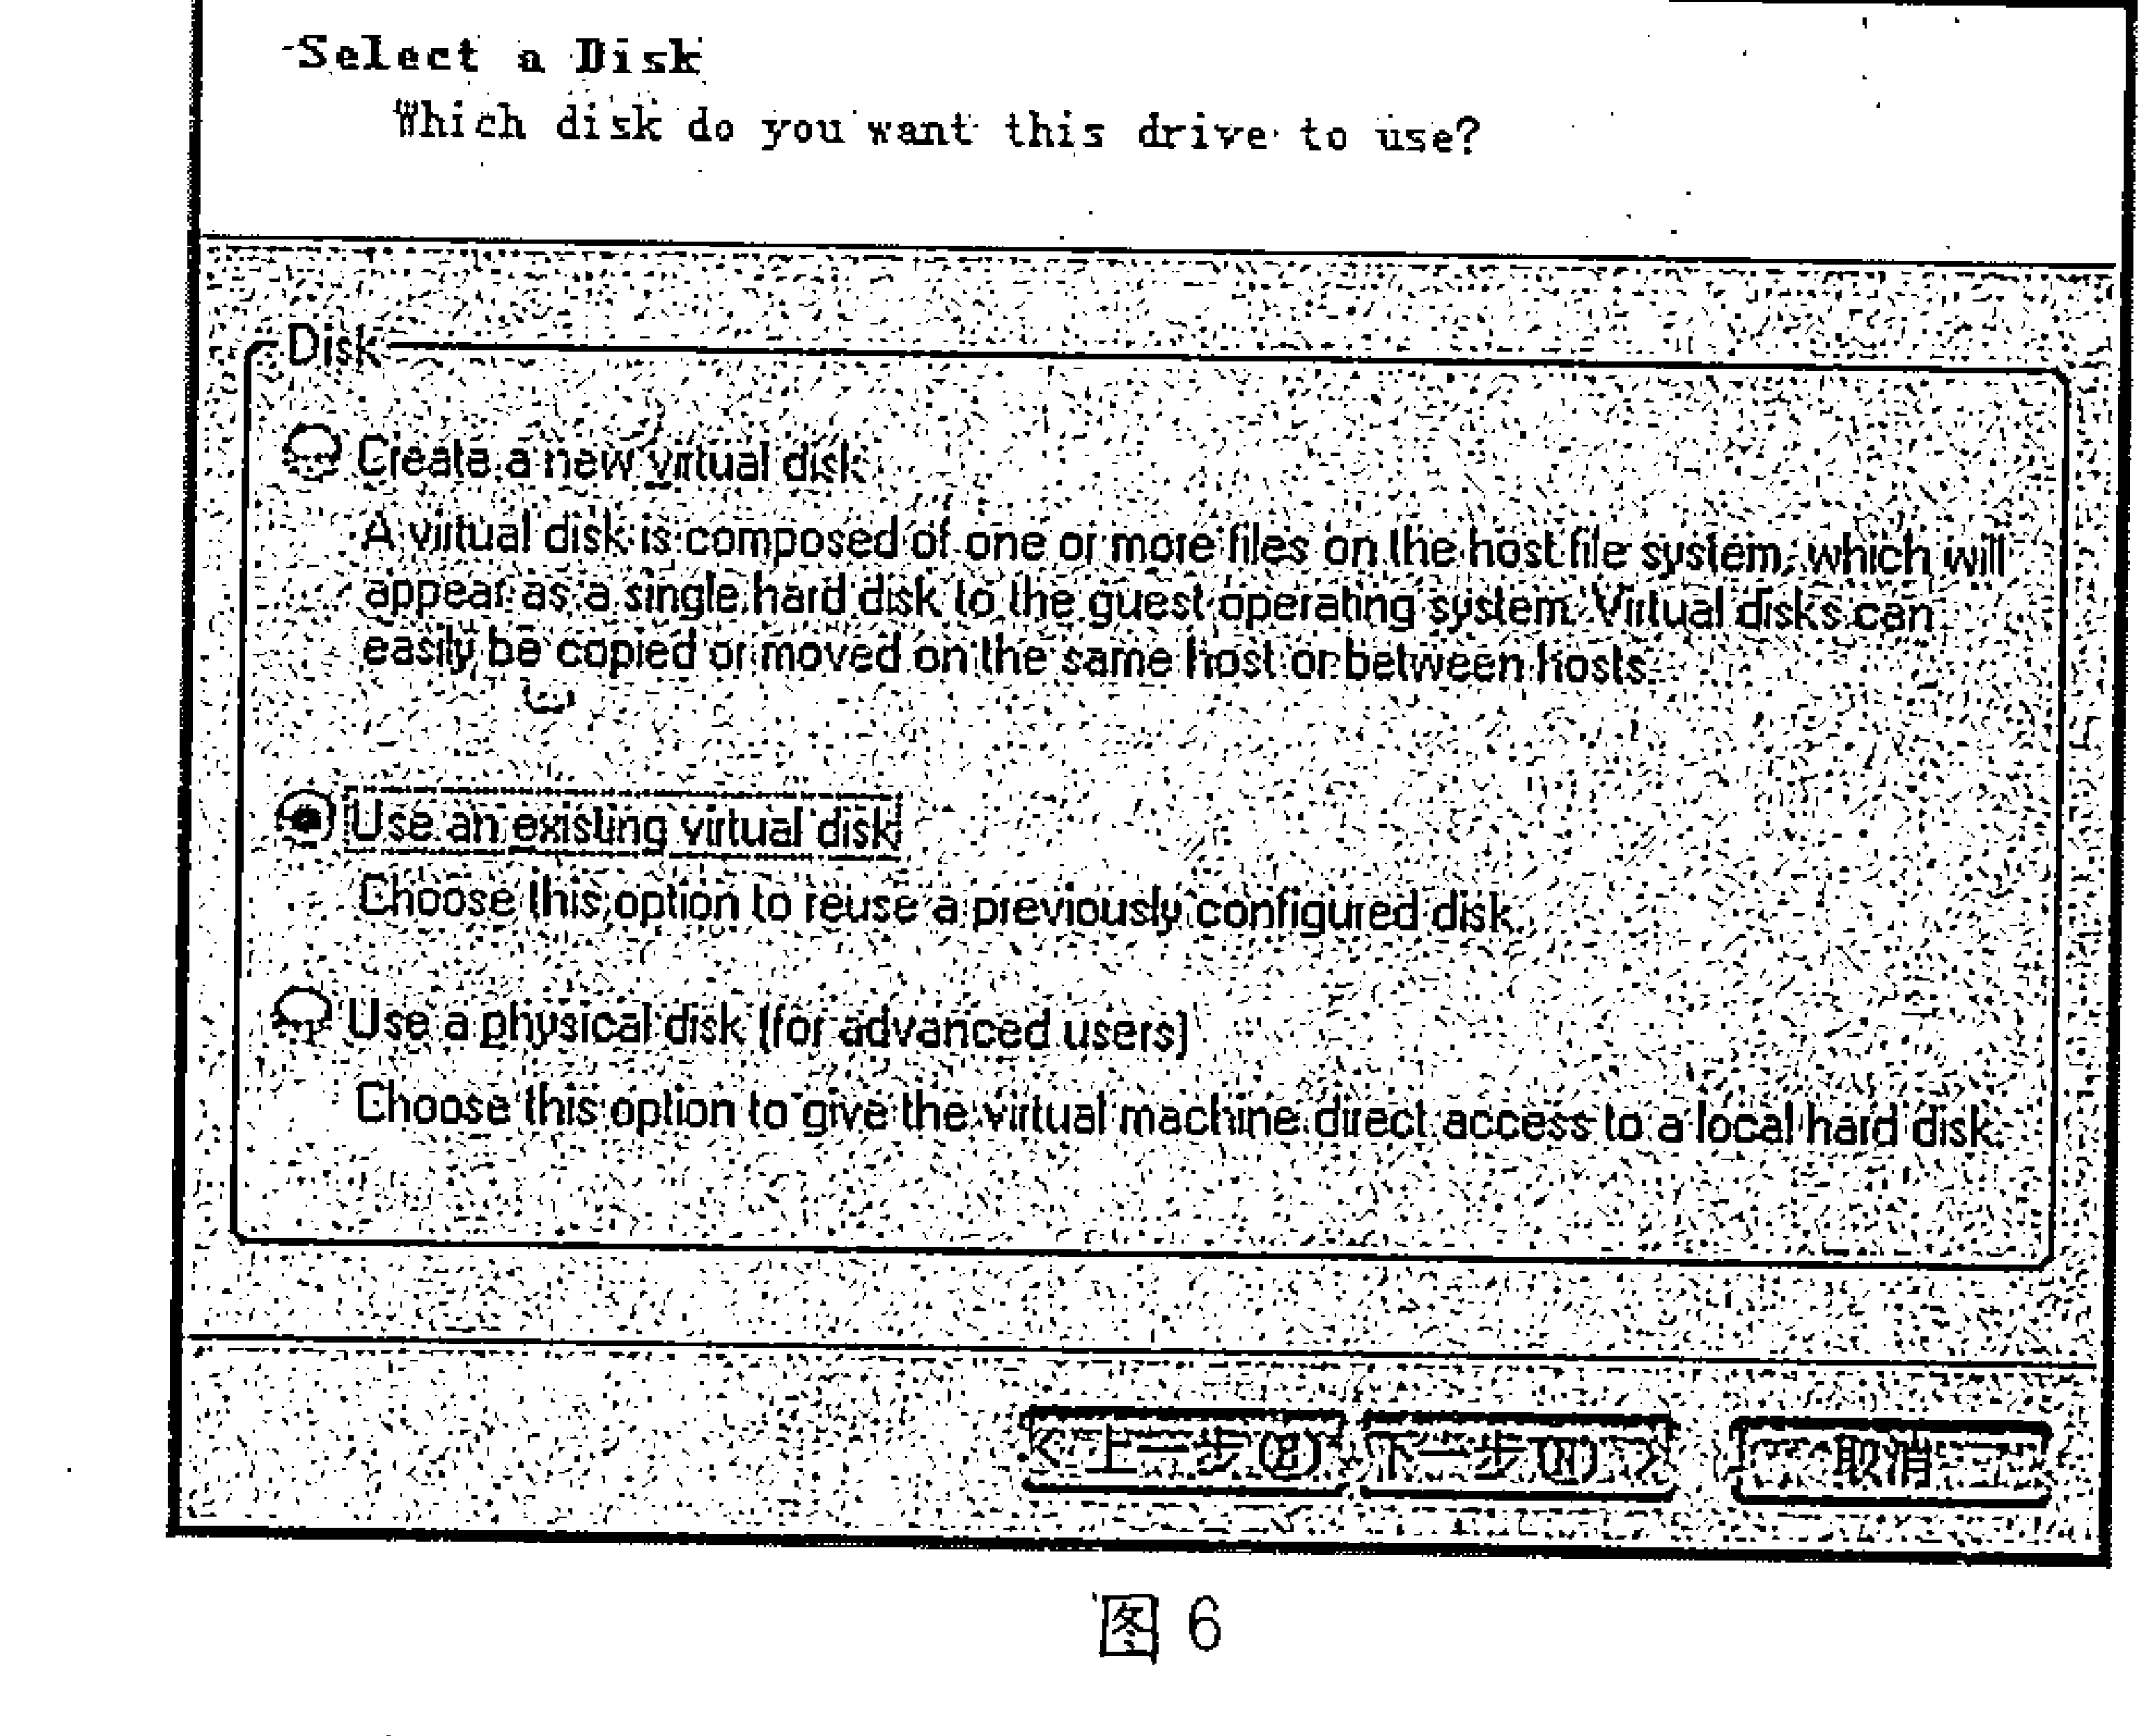 Select a Disk
Which disk do you want this drive to use?
Disk
Create a new virtual disk
A virtual disk is composed of one or more files on the host file system, which will
appear as a single hard disk to the guest operating system. Virtual disks can
easily be copied or moved on the same host or between hosts.
Use an existing virtual disk
Choose this option to reuse a previously configured disk.
Use a physical disk (for advanced users)
Choose this option to give the virtual machine direct access to a local hard disk.
< 上一步(B) 下一步(N) > 取消
图 6